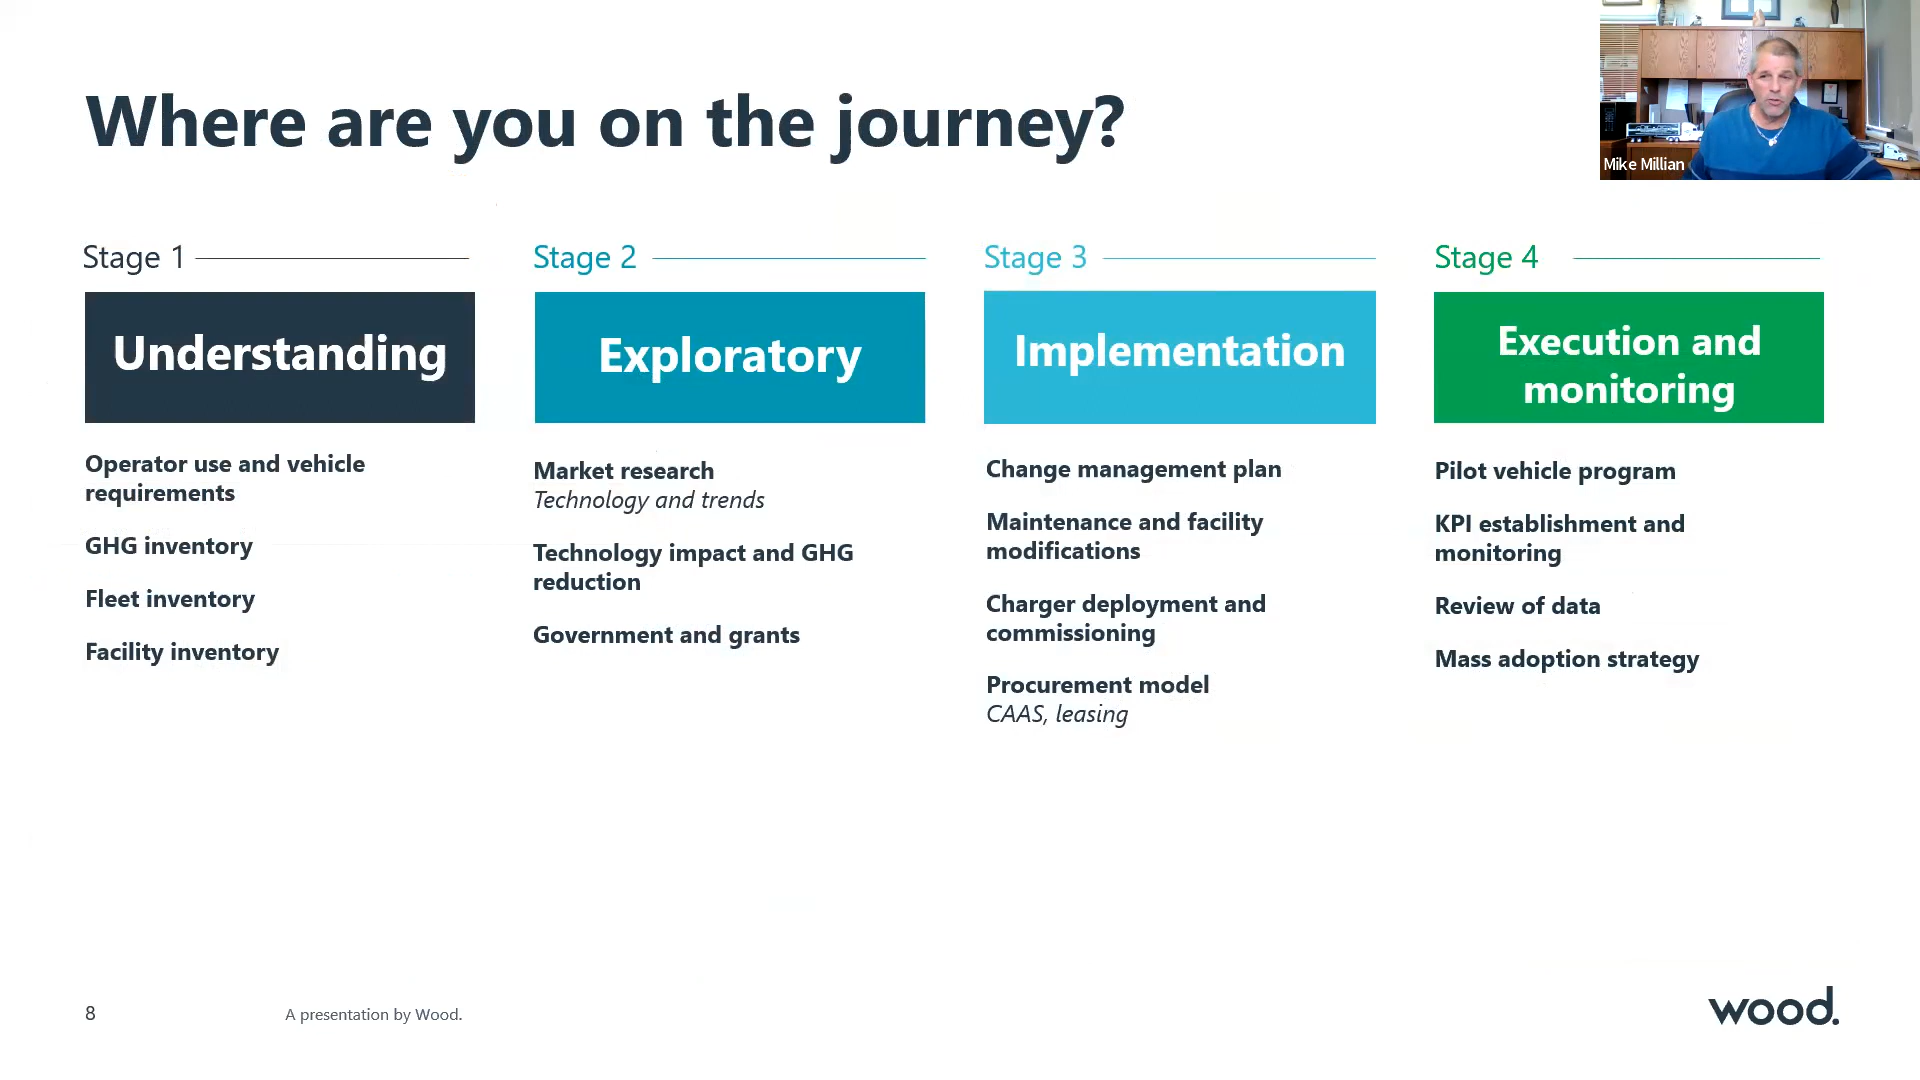 Where are you on the journey?
Mike Millian
Stage 1
Understanding
Operator use and vehicle
requirements
GHG inventory
Fleet inventory
Facility inventory
Stage 2
Exploratory
Market research
Technology and trends
Technology impact and GHG
reduction
Government and grants
Stage 3
Implementation
Change management plan
Maintenance and facility
modifications
Charger deployment and
commissioning
Procurement model
CAAS, leasing
Stage 4
Execution and
monitoring
Pilot vehicle program
KPI establishment and
monitoring
Review of data
Mass adoption strategy
8
A presentation by Wood.
wood.